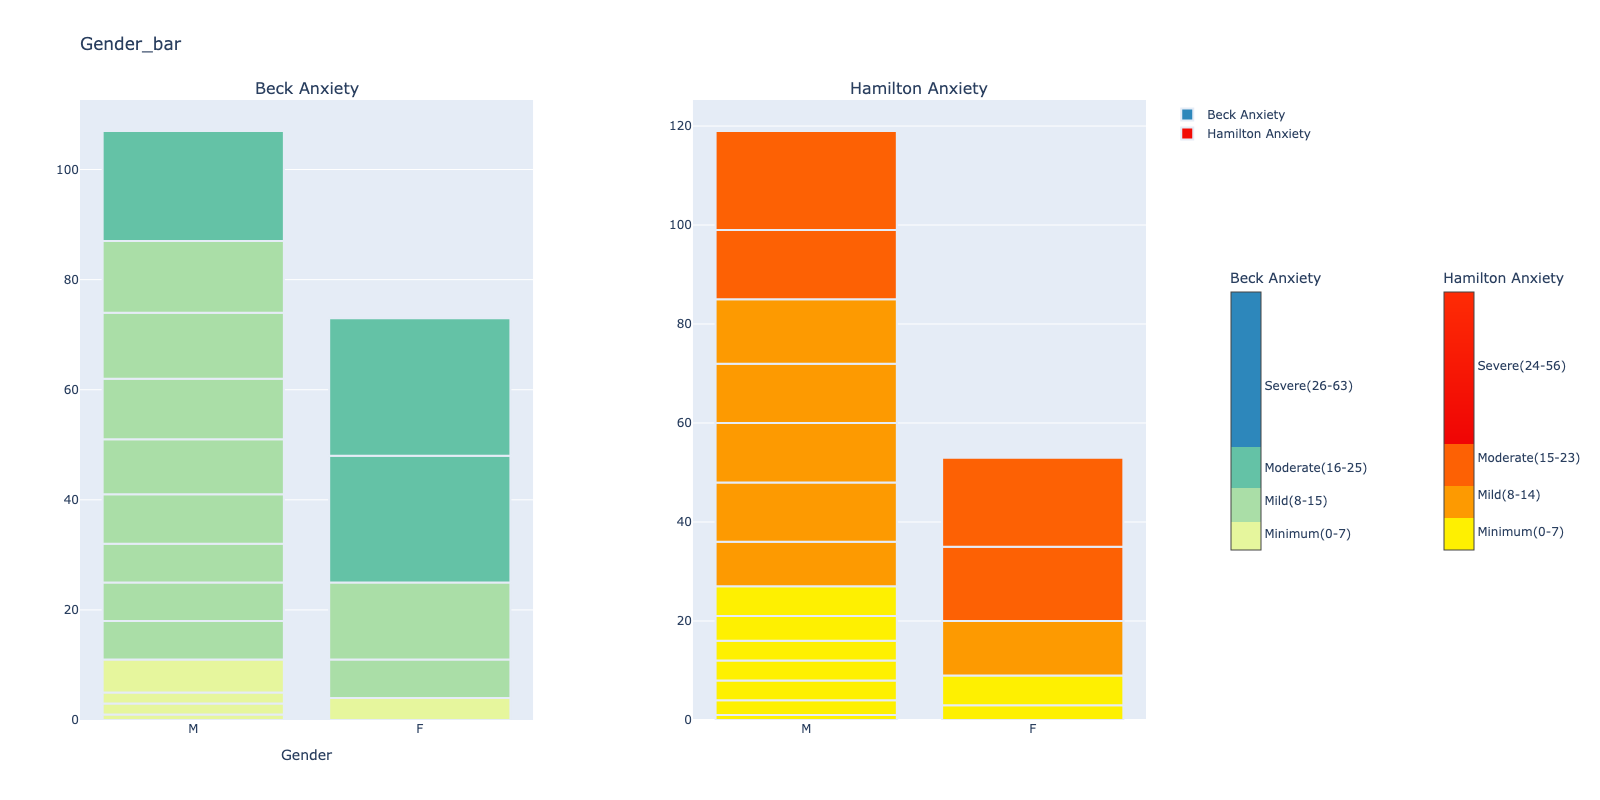 Gender_bar
Beck Anxiety
100
80
60
40
20
0
M
F
Gender
Hamilton Anxiety
120
100
80
60
40
20
0
M
F
Beck Anxiety
Hamilton Anxiety
Beck Anxiety
Severe(26-63)
Moderate(16-25)
Mild(8-15)
Minimum(0-7)
Hamilton Anxiety
Severe(24-56)
Moderate(15-23)
Mild(8-14)
Minimum(0-7)